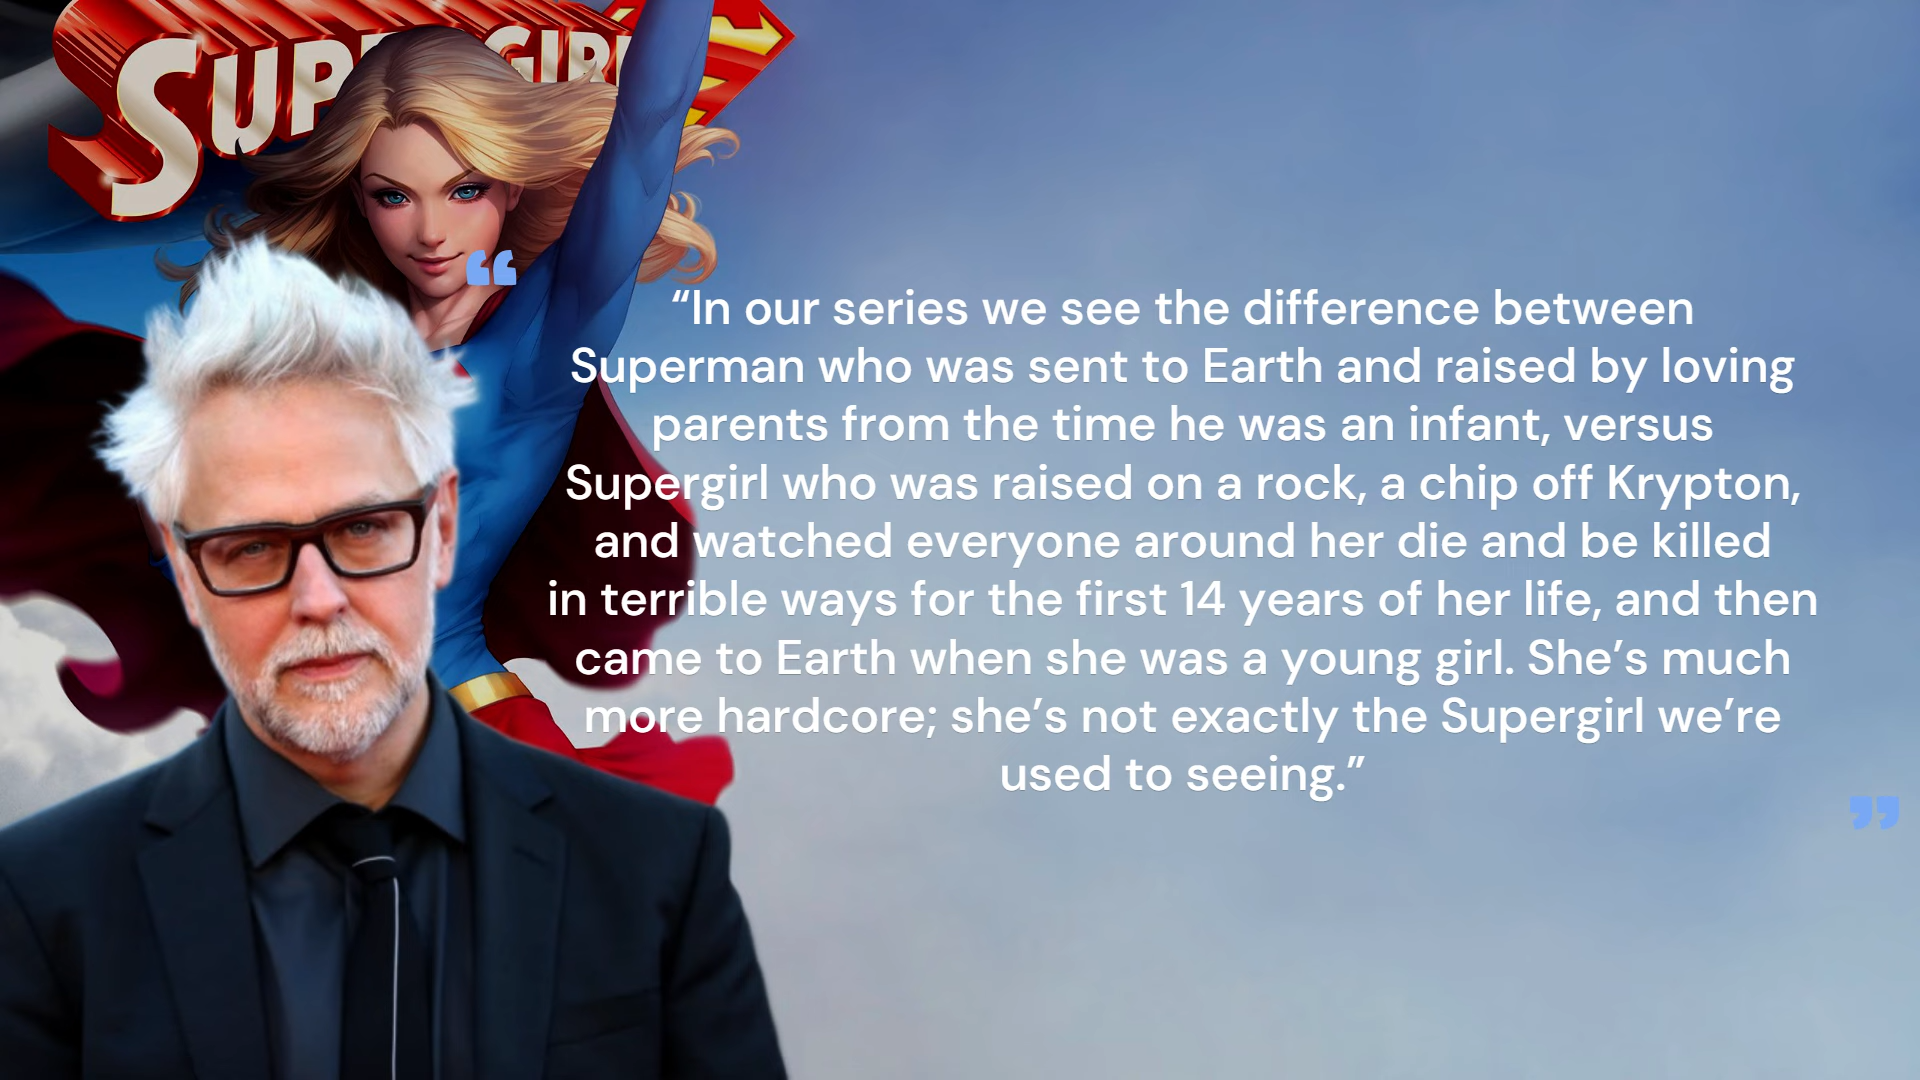 SUPERGIRL
“In our series we see the difference between
Superman who was sent to Earth and raised by loving
parents from the time he was an infant, versus
Supergirl who was raised on a rock, a chip off Krypton,
and watched everyone around her die and be killed
in terrible ways for the first 14 years of her life, and then
came to Earth when she was a young girl. She’s much
more hardcore; she’s not exactly the Supergirl we’re
used to seeing.”